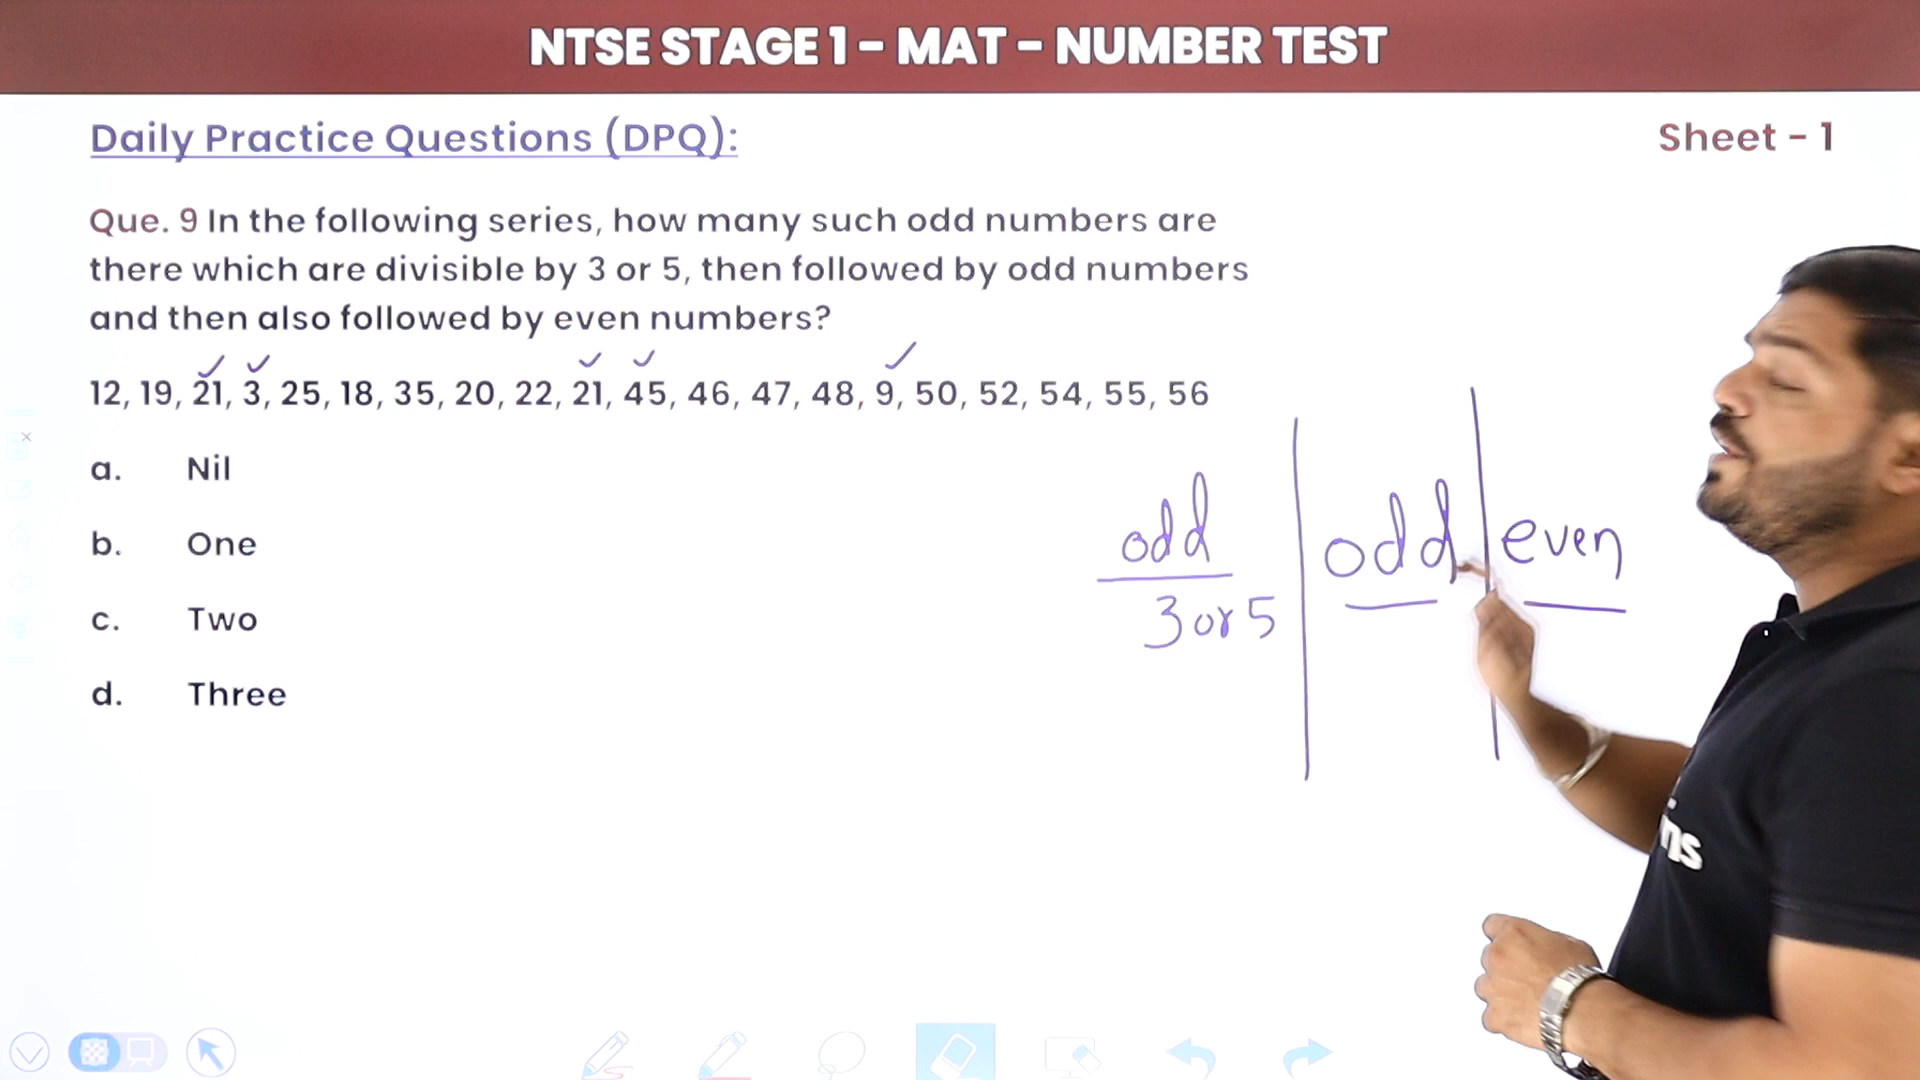 NTSE STAGE 1 – MAT – NUMBER TEST
Daily Practice Questions (DPQ):
Sheet - 1
Que. 9 In the following series, how many such odd numbers are
there which are divisible by 3 or 5, then followed by odd numbers
and then also followed by even numbers?
12, 19, 21, 3, 25, 18, 35, 20, 22, 21, 45, 46, 47, 48, 9, 50, 52, 54, 55, 56
a. Nil
b. One
c. Two
d. Three
odd odd even
3 or 5
ns